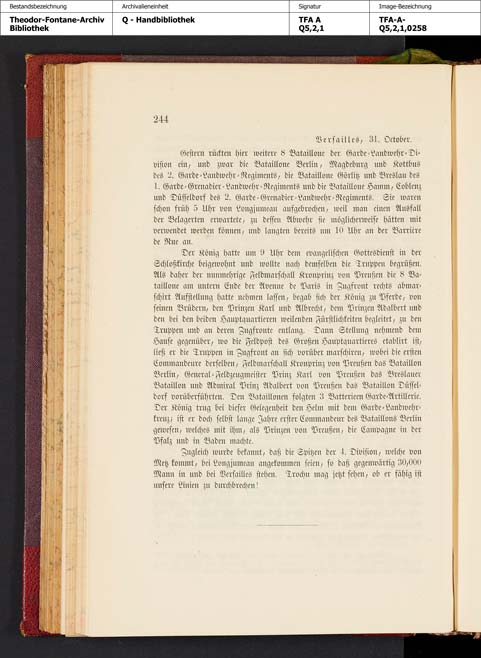 Bestandsbezeichnung
Archivalieneinheit
Signatur
Image-Bezeichnung
Theodor-Fontane-Archiv
Bibliothek
Q - Handbibliothek
TFA A
Q5,2,1
TFA-A-
Q5,2,1,0258
244
Versailles, 31. October.
Gestern rückten hier weitere 8 Bataillone der Garde-Landwehr-Di-
vision ein, und zwar die Bataillone Berlin, Magdeburg und Kottbus
des 2. Garde-Landwehr-Regiments, die Bataillone Görlitz und Breslau des
1. Garde-Grenadier-Landwehr-Regiments und die Bataillone Hamm, Coblenz
und Düsseldorf des 2. Garde-Grenadier-Landwehr-Regiments. Sie waren
schon früh 5 Uhr von Longjumeau aufgebrochen, weil man einen Ausfall
der Belagerten erwartete, zu dessen Abwehr sie möglicherweise hätten mit
verwendet werden können, und langten bereits um 10 Uhr an der Barrière
de Rue an.
Der König hatte um 9 Uhr dem evangelischen Gottesdienst in der
Schloßkirche beigewohnt und wollte nach demselben die Truppen begrüßen.
Als daher der nunmehrige Feldmarschall Kronprinz von Preußen die 8 Ba-
taillone am untern Ende der Avenue de Paris in Zugfront rechts abmar-
schirt Aufstellung hatte nehmen lassen, begab sich der König zu Pferde, von
seinen Brüdern, den Prinzen Karl und Albrecht, dem Prinzen Adalbert und
den bei den beiden Hauptquartieren weilenden Fürstlichkeiten begleitet, zu den
Truppen und an deren Zugfronte entlang. Dann Stellung nehmend dem
Hause gegenüber, wo die Feldpost des Großen Hauptquartieres etablirt ist,
ließ er die Truppen in Zugfront an sich vorüber marschiren, wobei die ersten
Commandeure derselben, Feldmarschall Kronprinz von Preußen das Bataillon
Berlin, General-Feldzeugmeister Prinz Karl von Preußen das Breslauer
Bataillon und Admiral Prinz Adalbert von Preußen das Bataillon Düssel-
dorf vorüberführten. Den Bataillonen folgten 3 Batterieen Garde-Artillerie.
Der König trug bei dieser Gelegenheit den Helm mit dem Garde-Landwehr-
kreuz; ist er doch selbst lange Jahre erster Commandeur des Bataillons Berlin
gewesen, welches mit ihm, als Prinzen von Preußen, die Campagne in der
Pfalz und in Baden machte.
Zugleich wurde bekannt, daß die Spitzen der 4. Division, welche von
Metz kommt, bei Longjumeau angekommen seien, so daß gegenwärtig 30,000
Mann in und bei Versailles stehen. Trochu mag jetzt sehen, ob er fähig ist
unsere Linien zu durchbrechen!